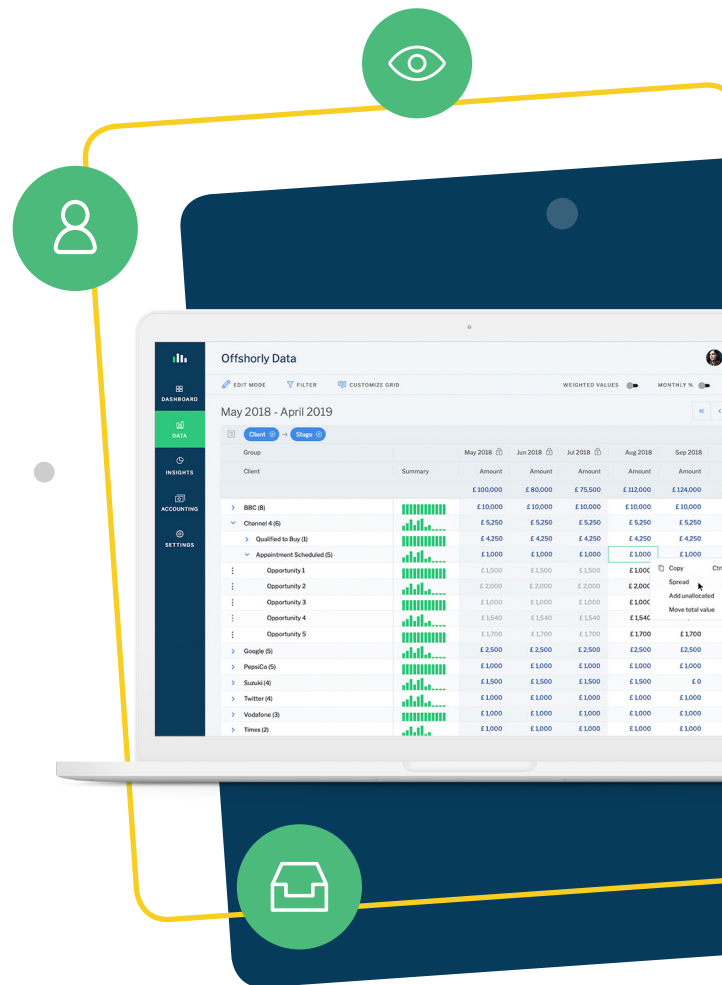 Offshorly Data
EDIT MODE FILTER CUSTOMIZE GRID WEIGHTED VALUES MONTHLY %
DASHBOARD
DATA
INSIGHTS
ACCOUNTING
SETTINGS
May 2018 - April 2019 « ‹
Client → Stage
Group May 2018 Jun 2018 Jul 2018 Aug 2018 Sep 2018
Client Summary Amount Amount Amount Amount Amount
£ 100,000 £ 80,000 £ 75,500 £ 112,000 £ 124,000
> BBC (8) £ 10,000 £ 10,000 £ 10,000 £ 10,000 £ 10,000
Channel 4 (6) £ 5,250 £ 5,250 £ 5,250 £ 5,250 £ 5,250
> Qualified to Buy (1) £ 4,250 £ 4,250 £ 4,250 £ 4,250 £ 4,250
Appointment Scheduled (5) £ 1,000 £ 1,000 £ 1,000 £ 1,000 £ 1,000
Opportunity 1 £ 1,500 £ 1,500 £ 1,500 £ 1,000
Opportunity 2 £ 2,000 £ 2,000 £ 2,000 £ 2,000
Opportunity 3 £ 1,000 £ 1,000 £ 1,000 £ 1,000
Opportunity 4 £ 1,540 £ 1,540 £ 1,540 £ 1,540
Opportunity 5 £ 1,700 £ 1,700 £ 1,700 £ 1,700 £ 1,700
> Google (5) £ 2,500 £ 2,500 £ 2,500 £2,500 £2,500
> PepsiCo (5) £ 1,000 £ 1,000 £ 1,000 £ 1,000 £ 1,000
> Suzuki (4) £ 1,500 £ 1,500 £ 1,500 £ 1,500 £ 0
> Twitter (4) £ 1,000 £ 1,000 £ 1,000 £ 1,000 £ 1,000
> Vodafone (3) £ 1,000 £ 1,000 £ 1,000 £ 1,000 £ 1,000
> Times (2) £ 1,000 £ 1,000 £ 1,000 £ 1,000 £ 1,000
Copy Ctrl
Spread
Add unallocated
Move total value